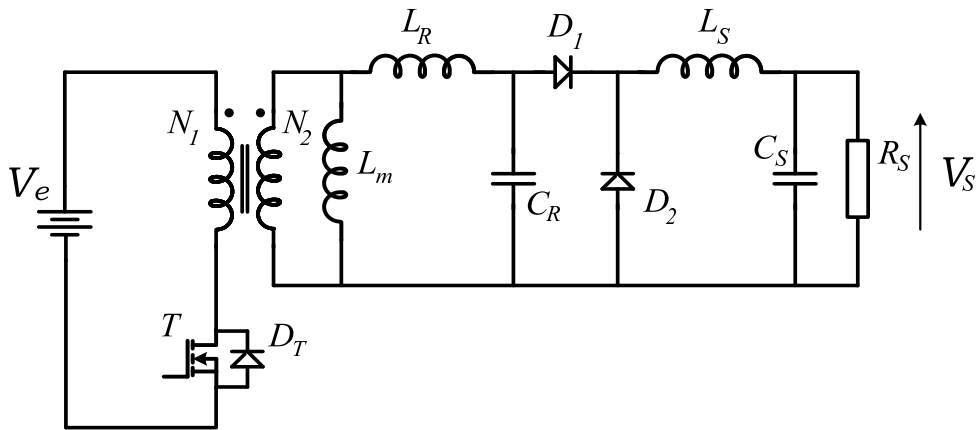 L_R
D_1
L_S
N_1
N_2
V_e
L_m
C_R
D_2
C_S
R_S
V_S
T
D_T